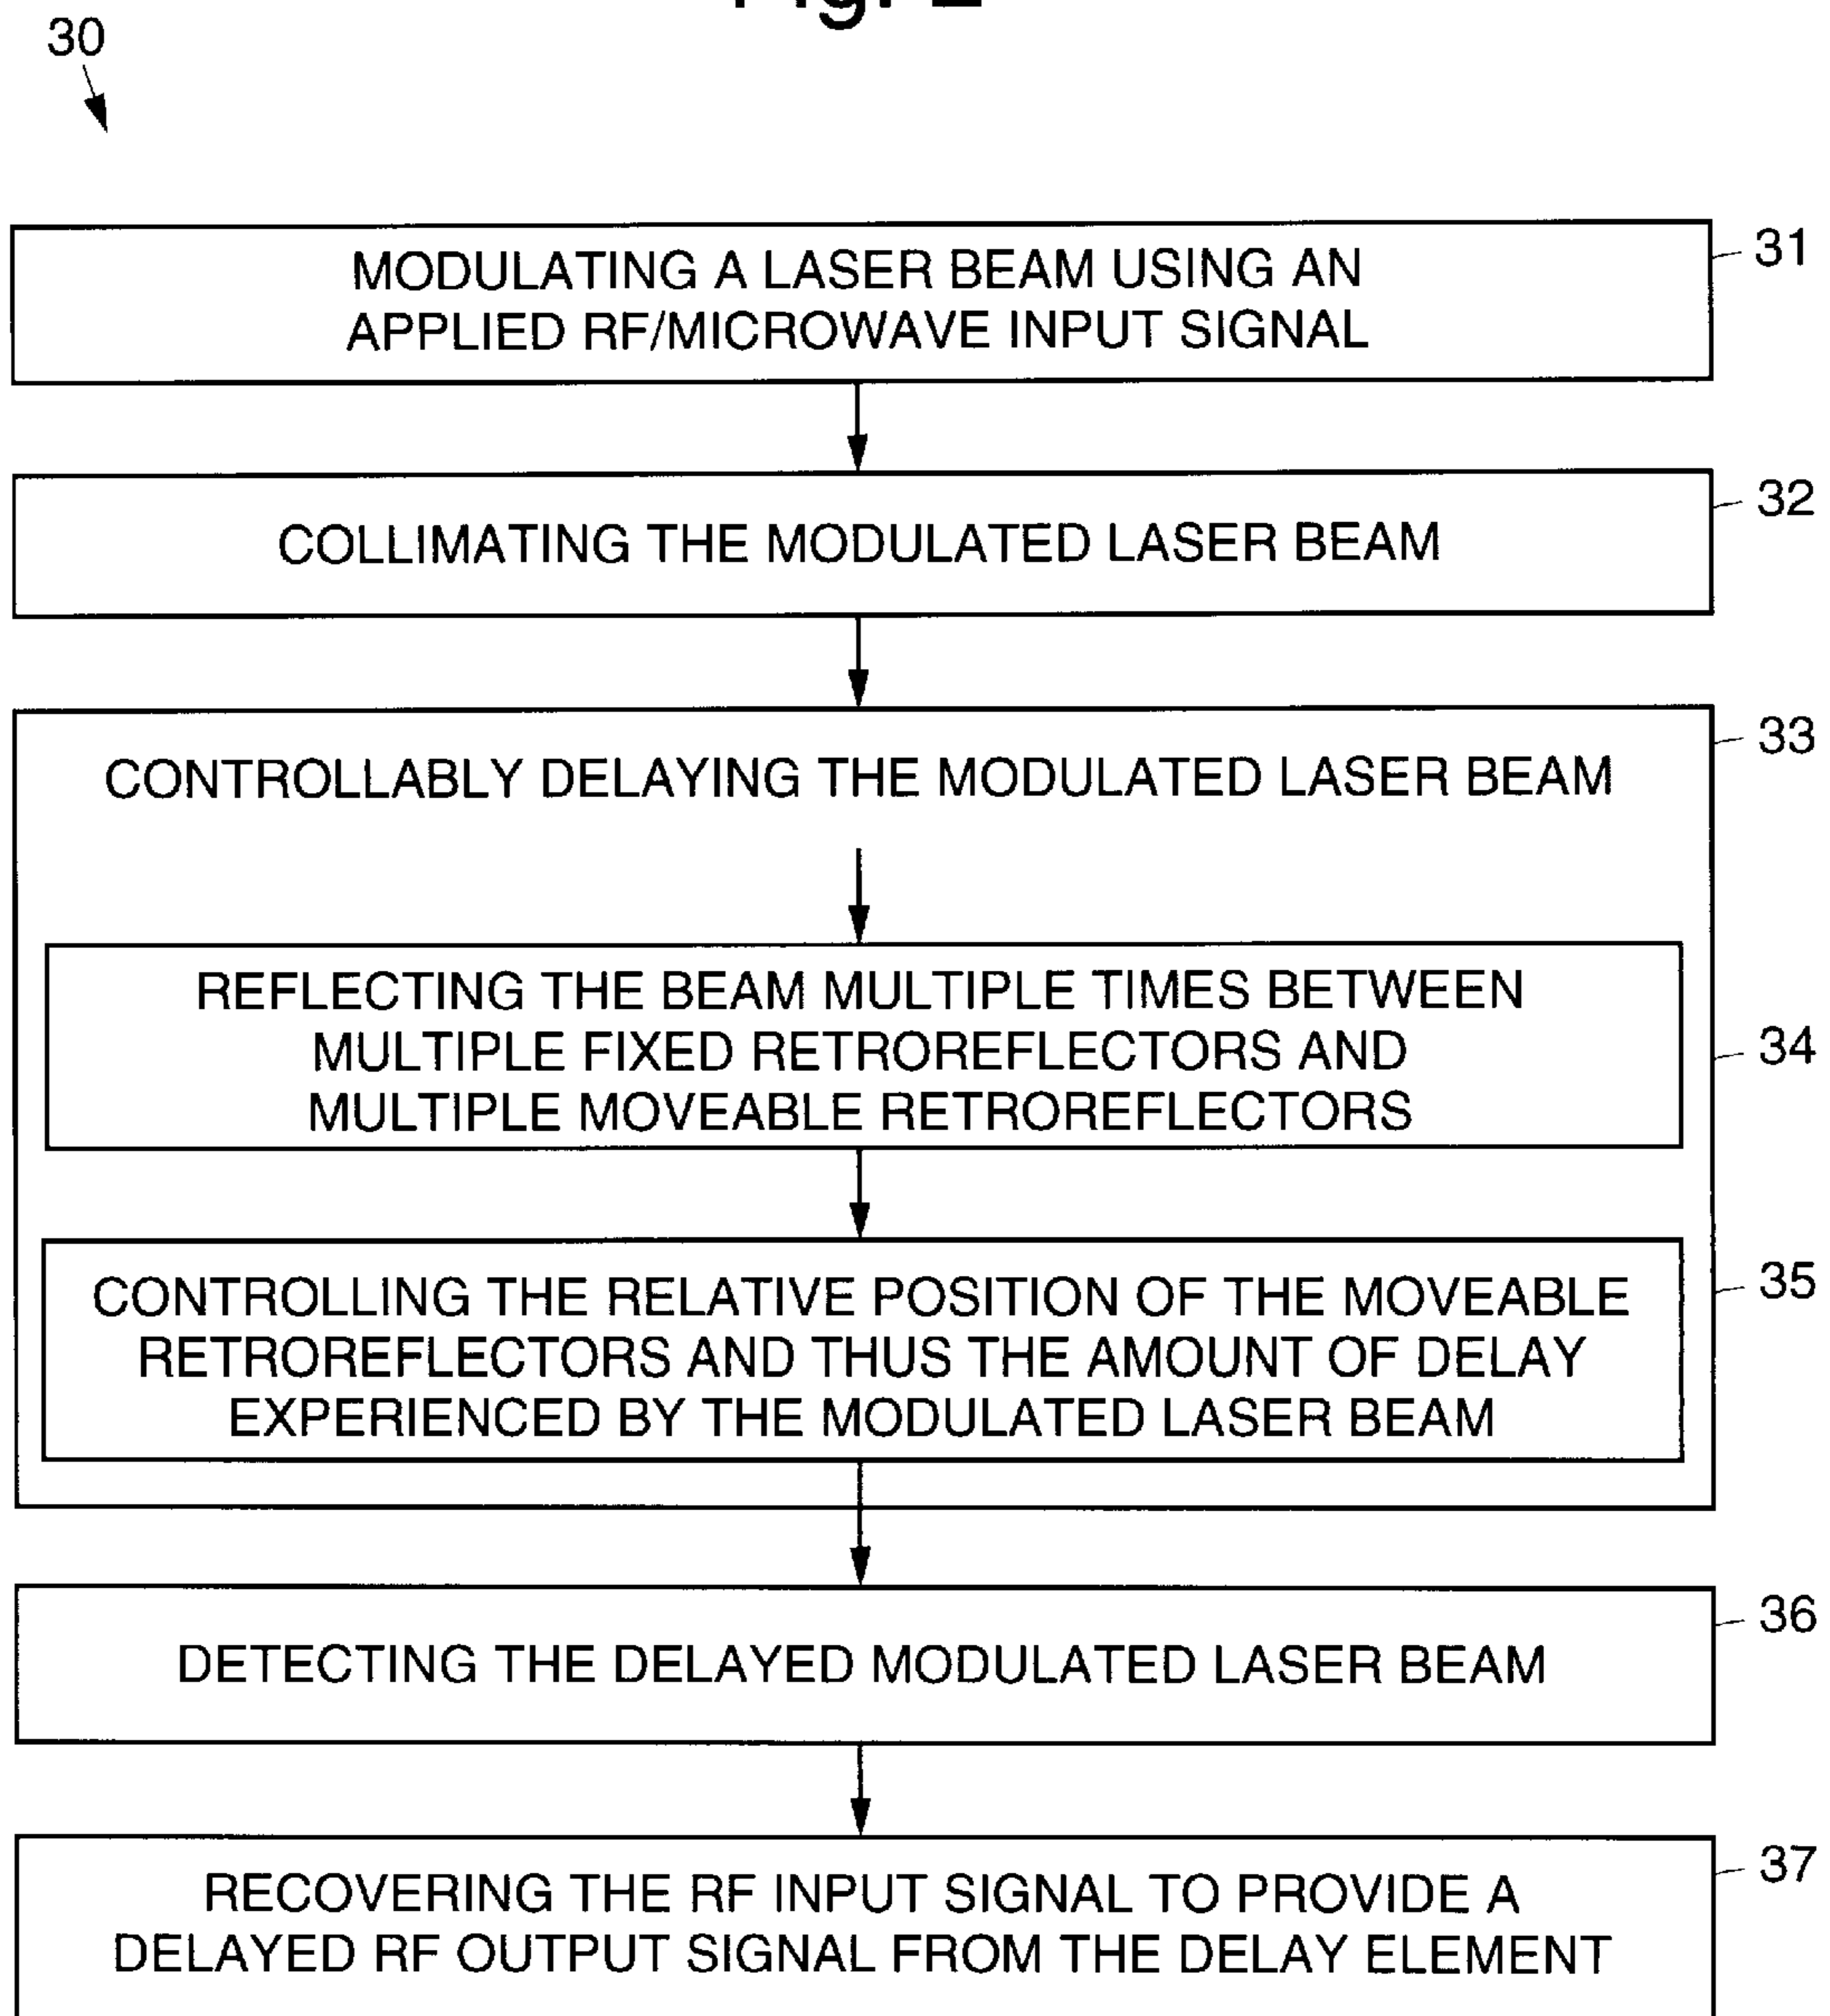 Fig. 2
30
MODULATING A LASER BEAM USING AN
APPLIED RF/MICROWAVE INPUT SIGNAL
31
COLLIMATING THE MODULATED LASER BEAM
32
CONTROLLABLY DELAYING THE MODULATED LASER BEAM
33
REFLECTING THE BEAM MULTIPLE TIMES BETWEEN
MULTIPLE FIXED RETROREFLECTORS AND
MULTIPLE MOVEABLE RETROREFLECTORS
34
CONTROLLING THE RELATIVE POSITION OF THE MOVEABLE
RETROREFLECTORS AND THUS THE AMOUNT OF DELAY
EXPERIENCED BY THE MODULATED LASER BEAM
35
DETECTING THE DELAYED MODULATED LASER BEAM
36
RECOVERING THE RF INPUT SIGNAL TO PROVIDE A
DELAYED RF OUTPUT SIGNAL FROM THE DELAY ELEMENT
37